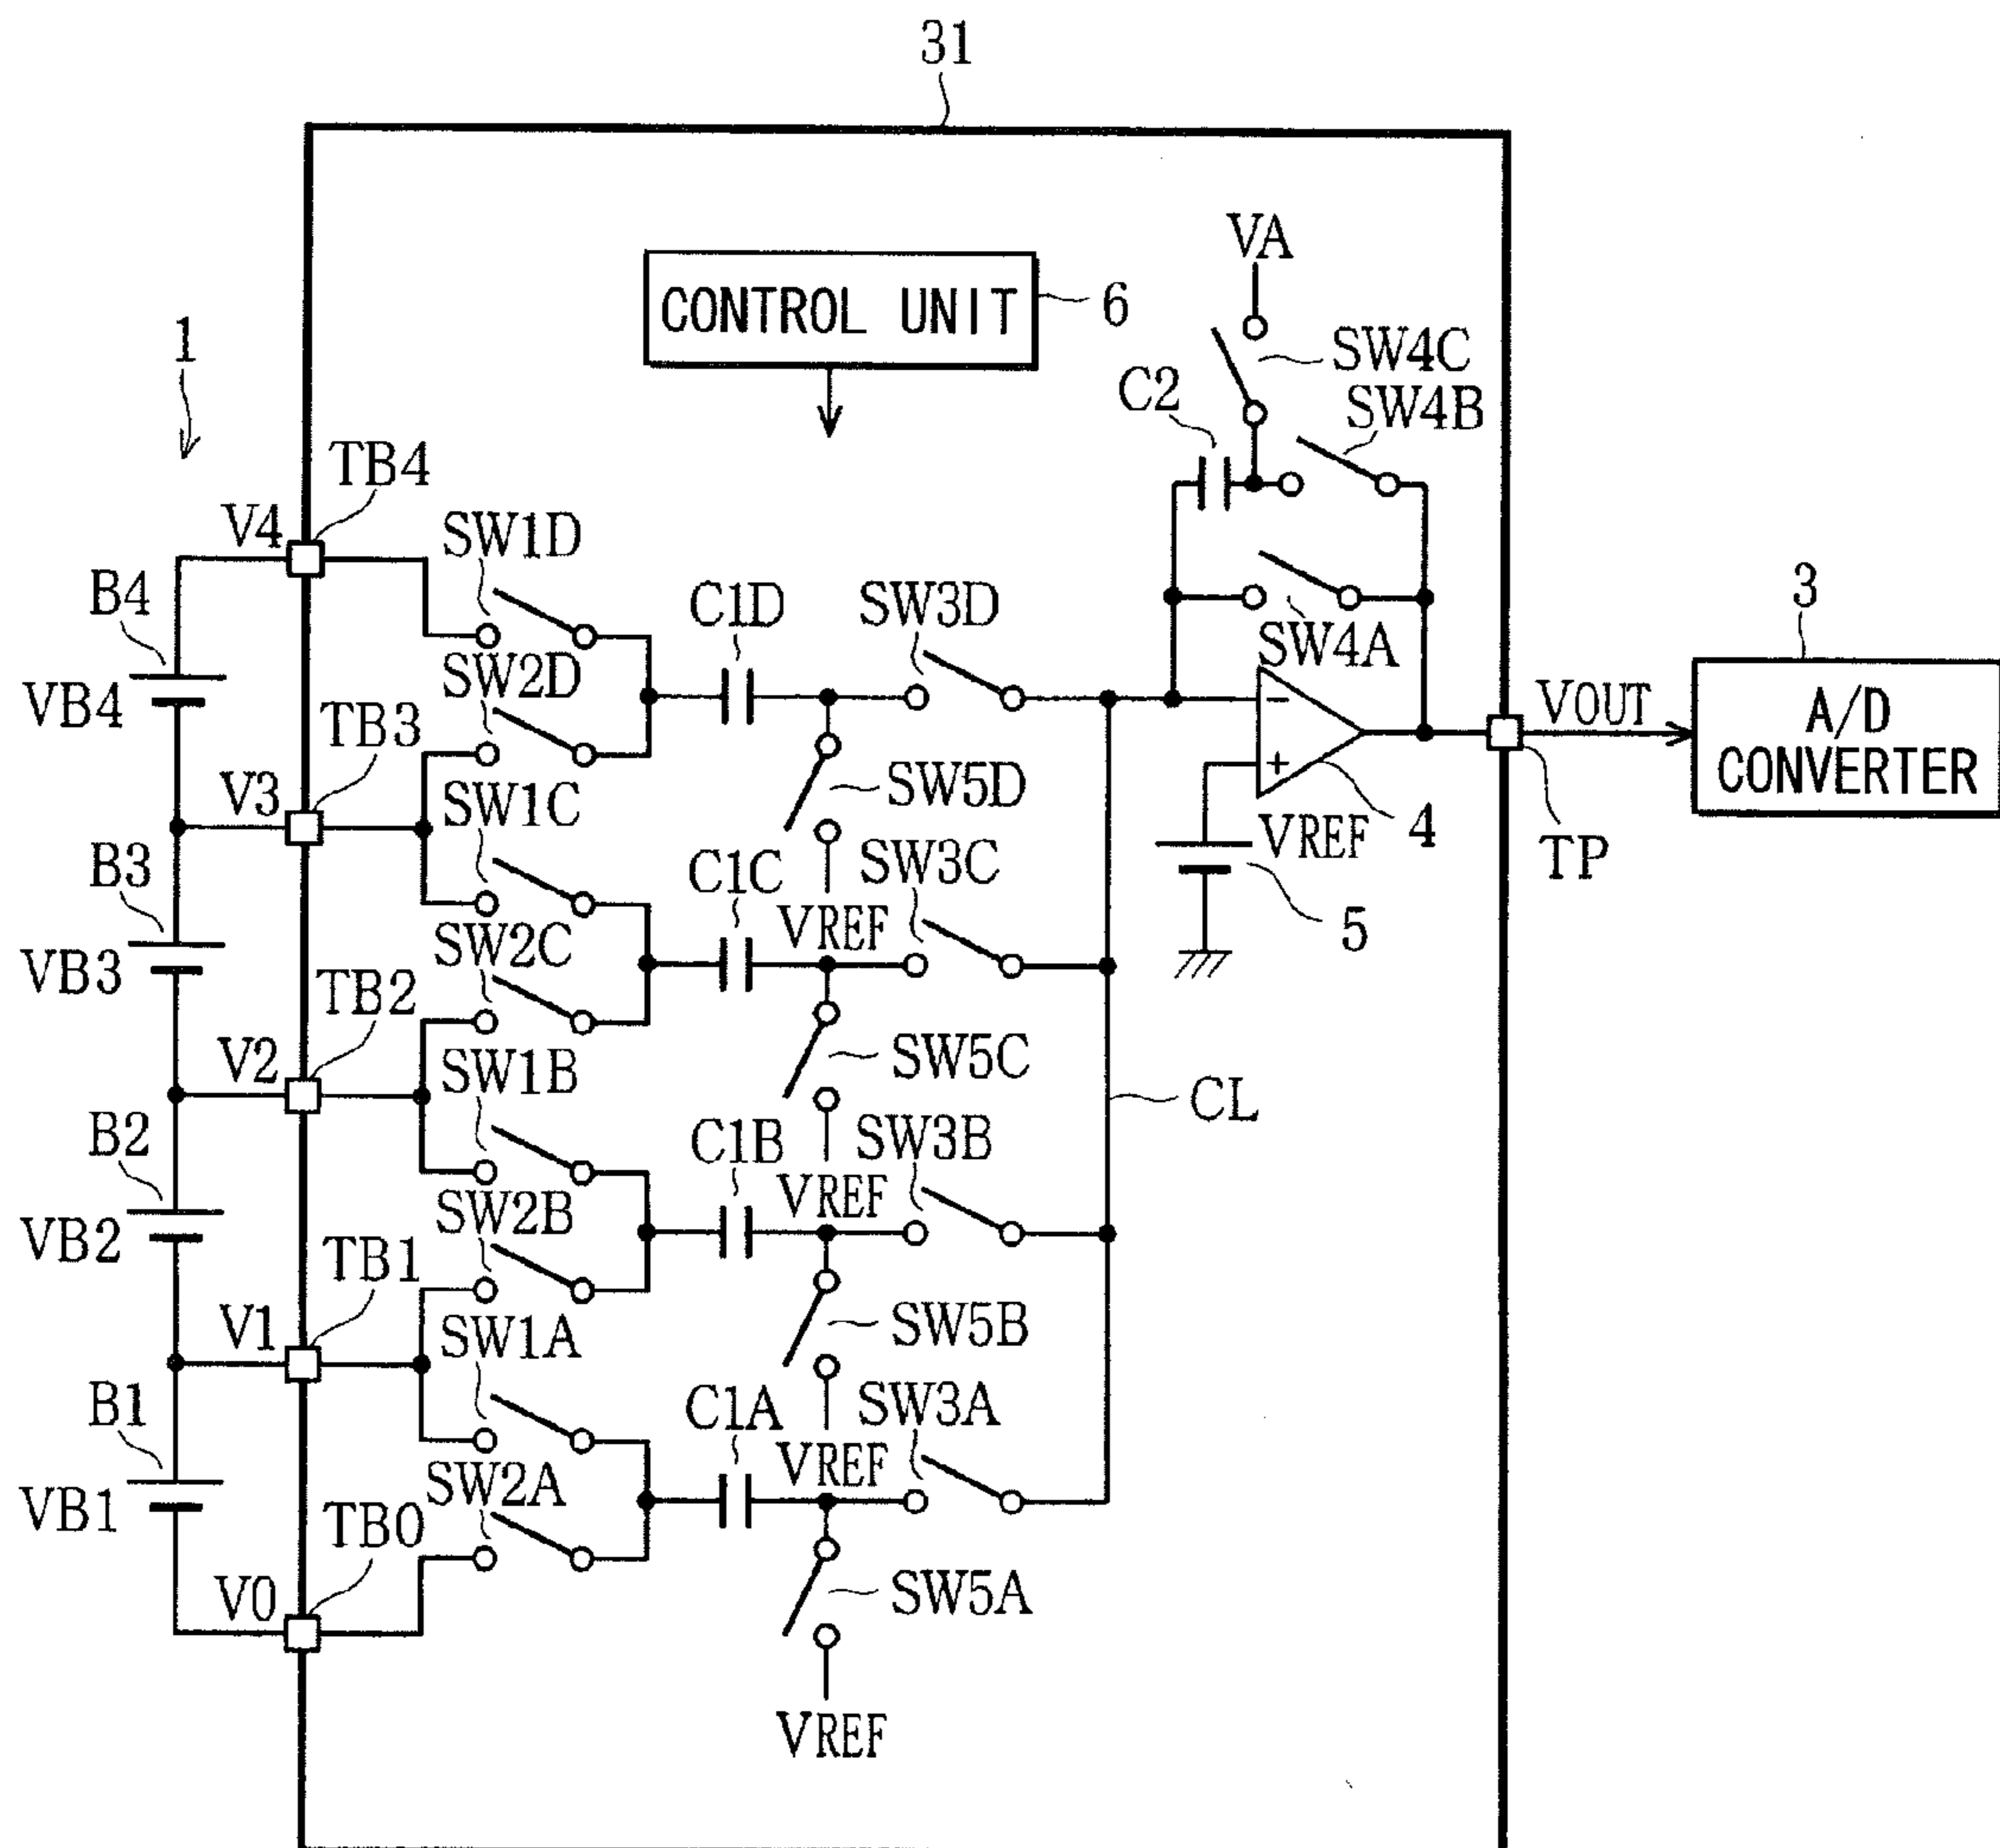 31
VA
CONTROL UNIT
6
SW4C
1
C2
SW4B
TB4
V4
SW1D
B4
C1D
SW3D
3
SW4A
SW2D
VB4
TB3
−
VOUT
A/D
CONVERTER
V3
SW5D
+
SW1C
VREF
4
TP
B3
C1C
SW3C
VREF
5
SW2C
VB3
TB2
V2
SW1B
SW5C
CL
B2
C1B
SW3B
VREF
SW2B
VB2
TB1
V1
SW1A
SW5B
B1
C1A
SW3A
VREF
SW2A
VB1
TB0
V0
SW5A
VREF